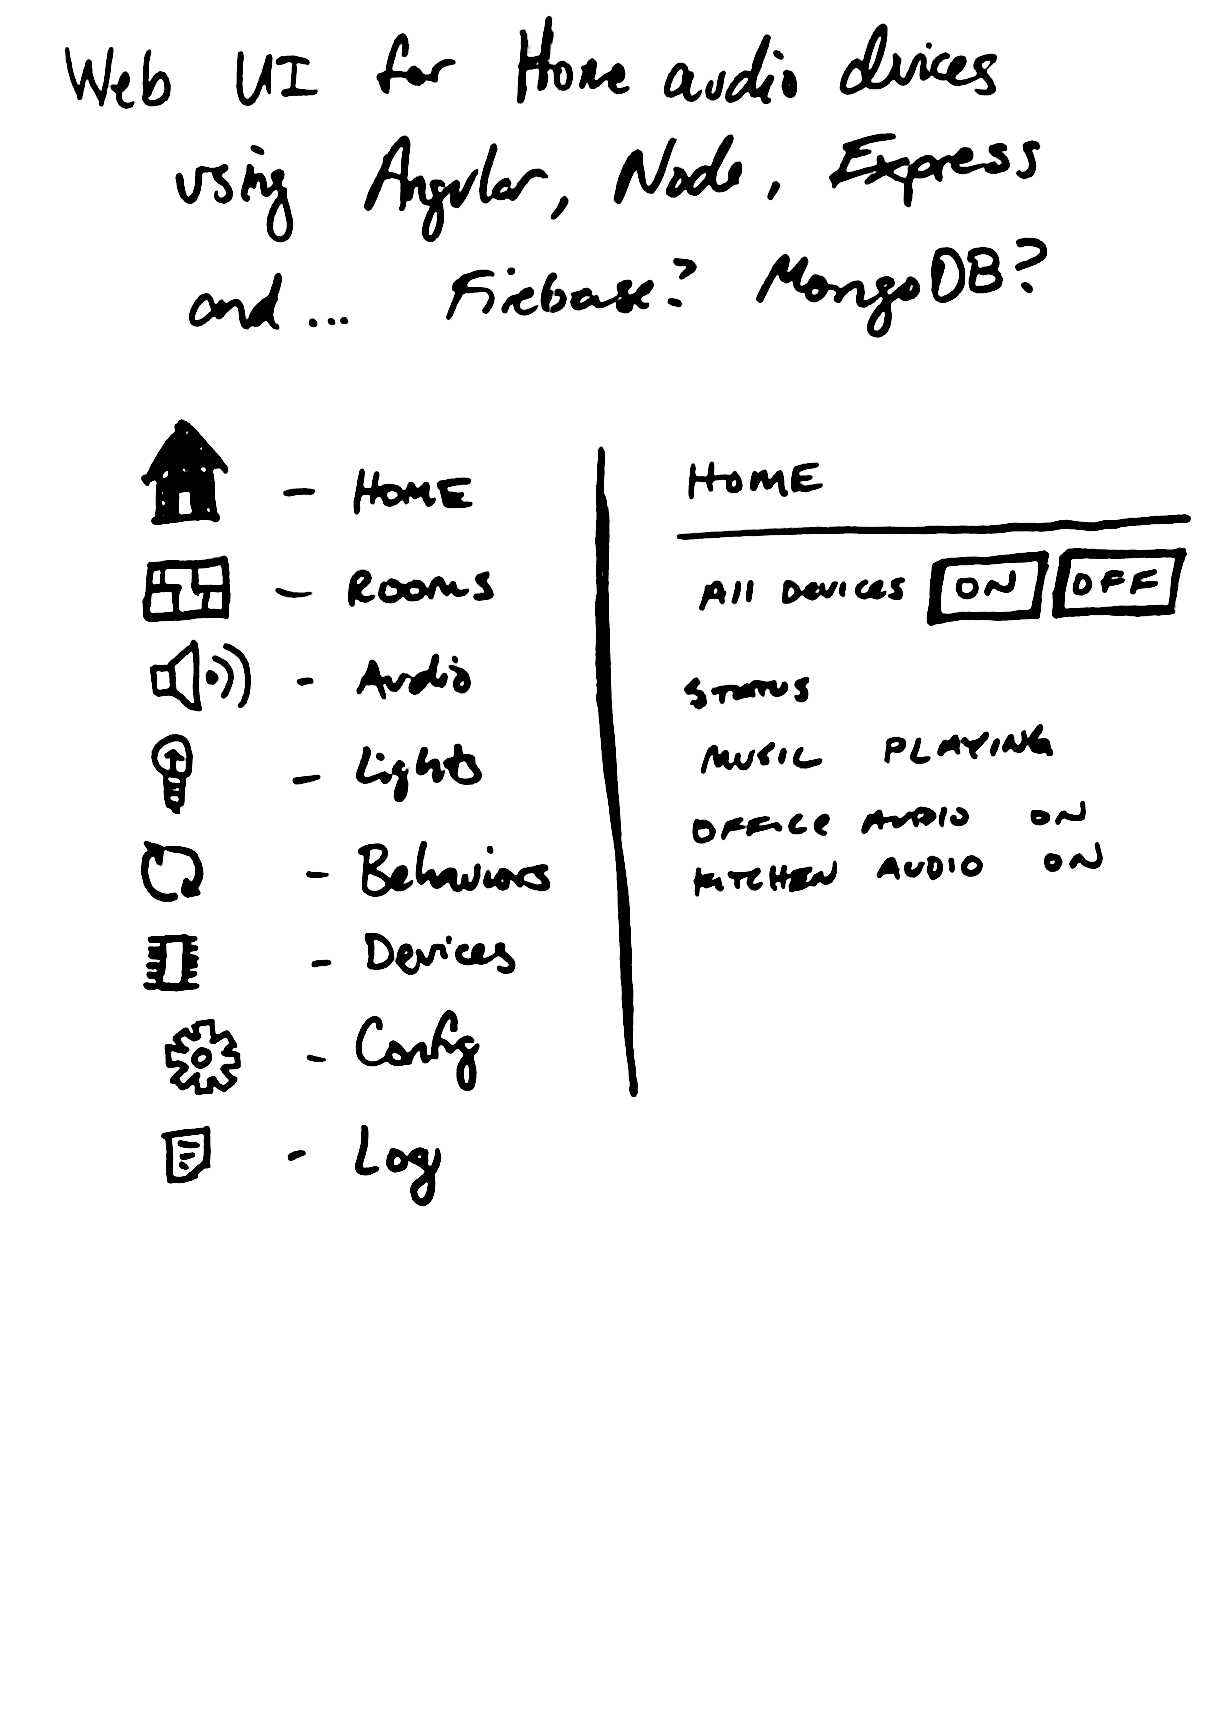 Web UI for Home audio devices
using Angular, Node, Express
and... Firebase? MongoDB?
- HOME
- ROOMS
- Audio
- Lights
- Behaviors
- Devices
- Config
- Log
HOME
All Devices ON OFF
STATUS
MUSIC PLAYING
OFFICE AUDIO ON
KITCHEN AUDIO ON